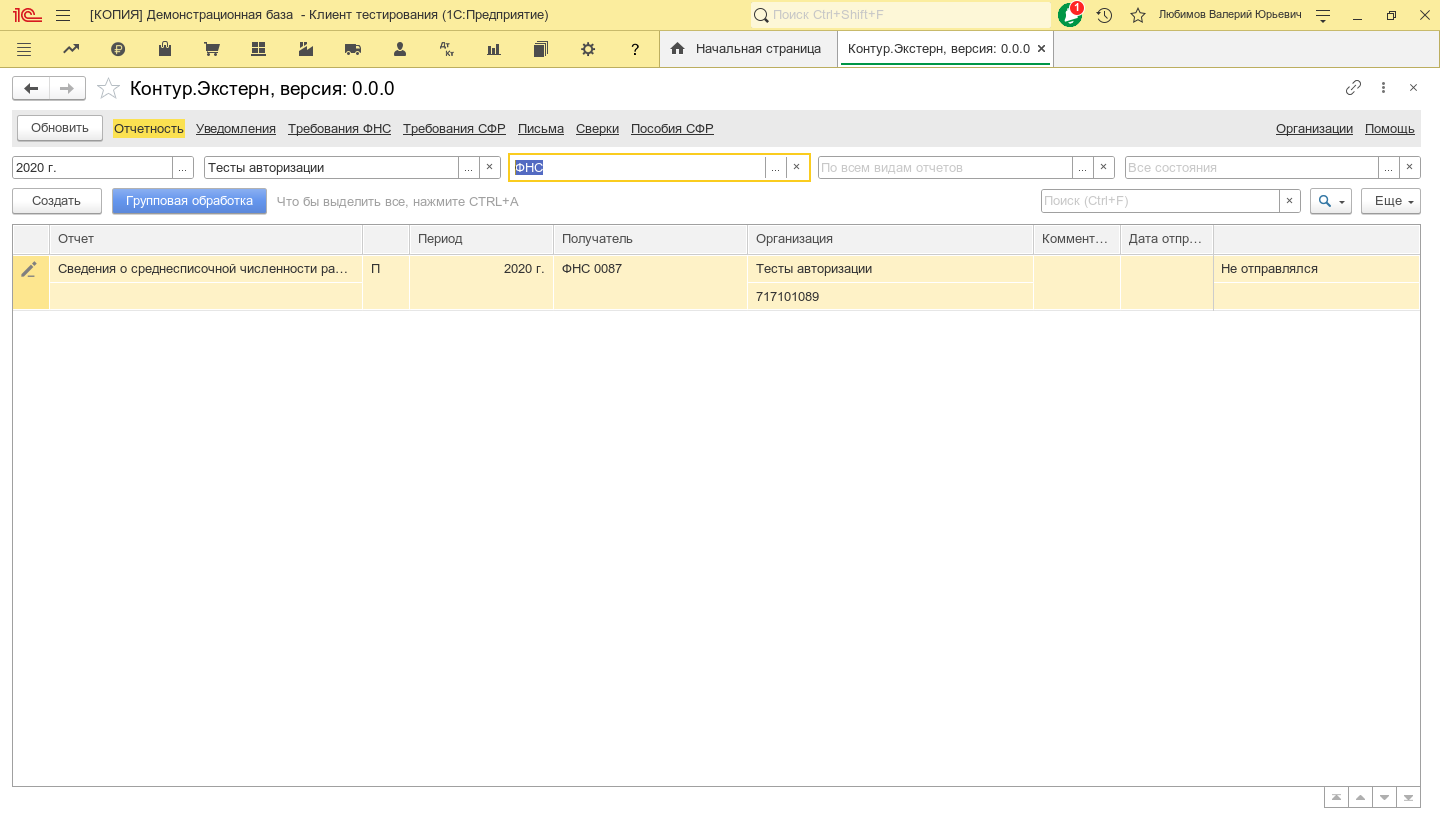 [КОПИЯ] Демонстрационная база - Клиент тестирования (1С:Предприятие)
Поиск Ctrl+Shift+F
1
Любимов Валерий Юрьевич
Дт Кт
?
Начальная страница
Контур.Экстерн, версия: 0.0.0
Контур.Экстерн, версия: 0.0.0
Обновить Отчетность Уведомления Требования ФНС Требования СФР Письма Сверки Пособия СФР Организации Помощь
2020 г. ... Тесты авторизации ... × ФНС ... × По всем видам отчетов ... × Все состояния ... ×
Создать Групповая обработка Что бы выделить все, нажмите CTRL+A Поиск (Ctrl+F) × Еще
Отчет Период Получатель Организация Коммент... Дата отпр...
Сведения о среднесписочной численности ра... П 2020 г. ФНС 0087 Тесты авторизации Не отправлялся
717101089